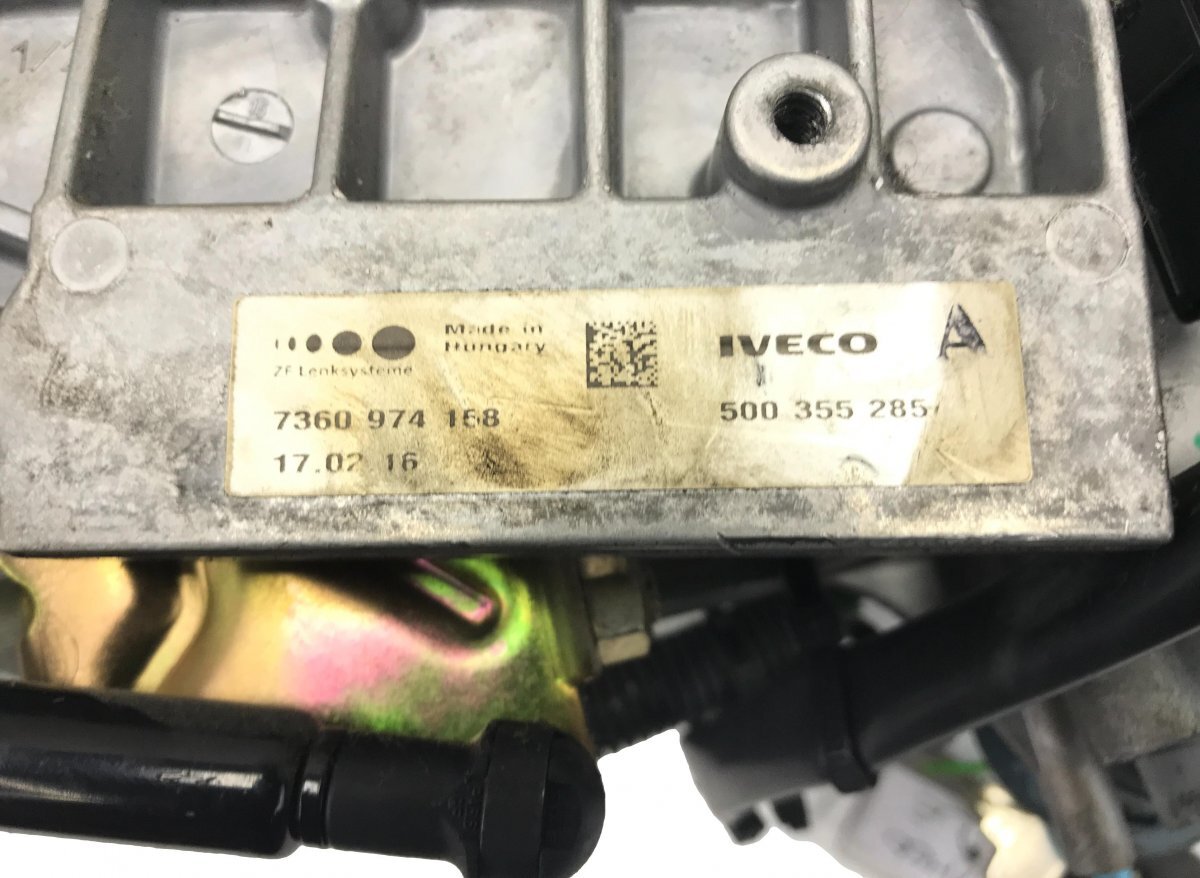 Made in
Hungary
ZF Lenksysteme
IVECO
A
7360 974 168
500 355 285
17.02 16